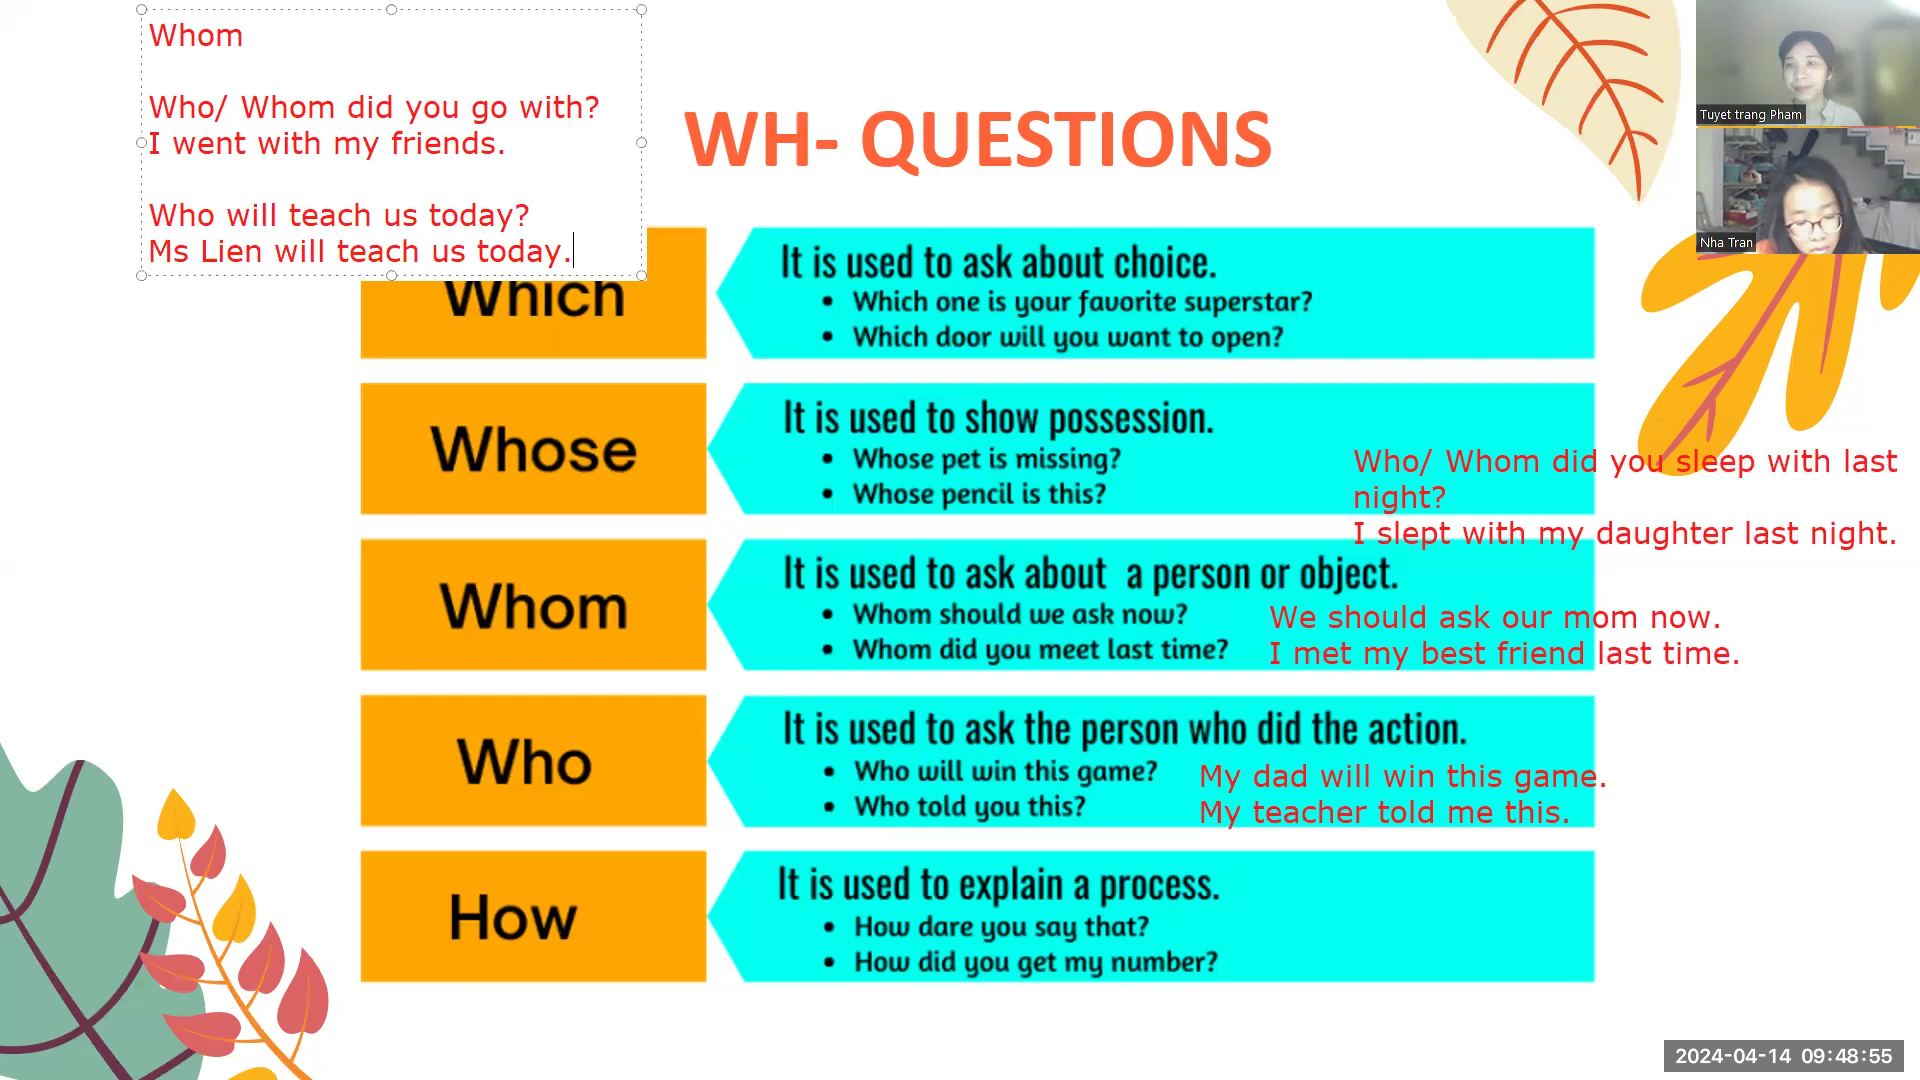 Whom
Who/ Whom did you go with?
I went with my friends.
Who will teach us today?
Ms Lien will teach us today.
WH- QUESTIONS
Tuyet trang Pham
Nha Tran
Which
It is used to ask about choice.
• Which one is your favorite superstar?
• Which door will you want to open?
Whose
It is used to show possession.
• Whose pet is missing?
• Whose pencil is this?
Who/ Whom did you sleep with last
night?
I slept with my daughter last night.
Whom
It is used to ask about a person or object.
• Whom should we ask now?
• Whom did you meet last time?
We should ask our mom now.
I met my best friend last time.
Who
It is used to ask the person who did the action.
• Who will win this game?
• Who told you this?
My dad will win this game.
My teacher told me this.
How
It is used to explain a process.
• How dare you say that?
• How did you get my number?
2024-04-14 09:48:55